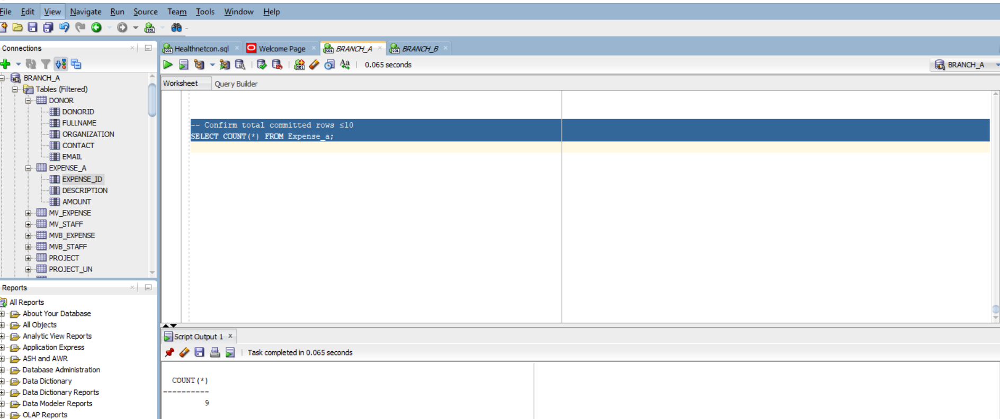 File Edit View Navigate Run Source Team Tools Window Help
Connections
Healthnetcon.sql
Welcome Page
BRANCH_A
BRANCH_B
0.065 seconds
BRANCH_A
Worksheet
Query Builder
BRANCH_A
Tables (Filtered)
DONOR
DONORID
FULLNAME
ORGANIZATION
CONTACT
EMAIL
EXPENSE_A
EXPENSE_ID
DESCRIPTION
AMOUNT
MV_EXPENSE
MV_STAFF
MVB_EXPENSE
MVB_STAFF
PROJECT
PROJECT_UN
-- Confirm total committed rows ≤10
SELECT COUNT(*) FROM Expense_a;
Reports
All Reports
About Your Database
All Objects
Analytic View Reports
Application Express
ASH and AWR
Database Administration
Data Dictionary
Data Dictionary Reports
Data Modeler Reports
OLAP Reports
Script Output 1
Task completed in 0.065 seconds
COUNT(*)
----------
9